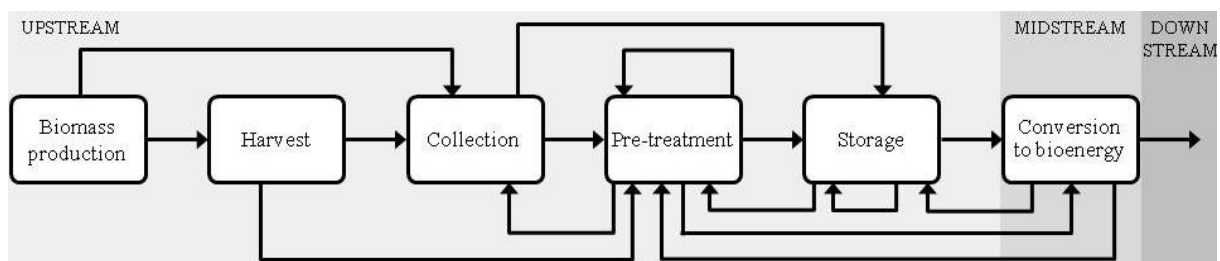 UPSTREAM
MIDSTREAM
DOWN
STREAM
Biomass
production
Harvest
Collection
Pre-treatment
Storage
Conversion
to bioenergy